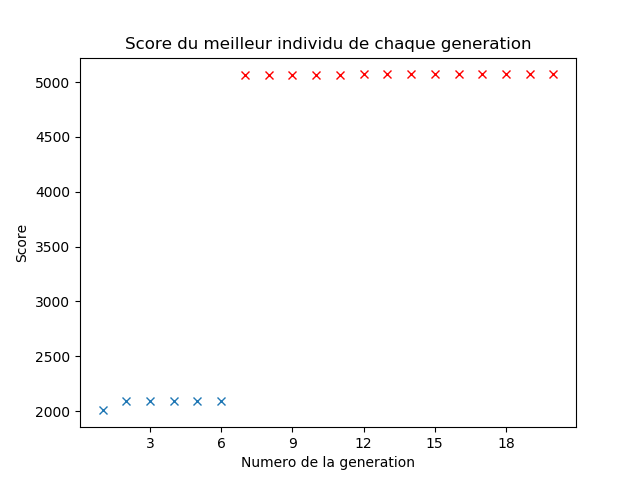 Score du meilleur individu de chaque generation
5000
4500
4000
3500
3000
2500
2000
Score
3 6 9 12 15 18
Numero de la generation